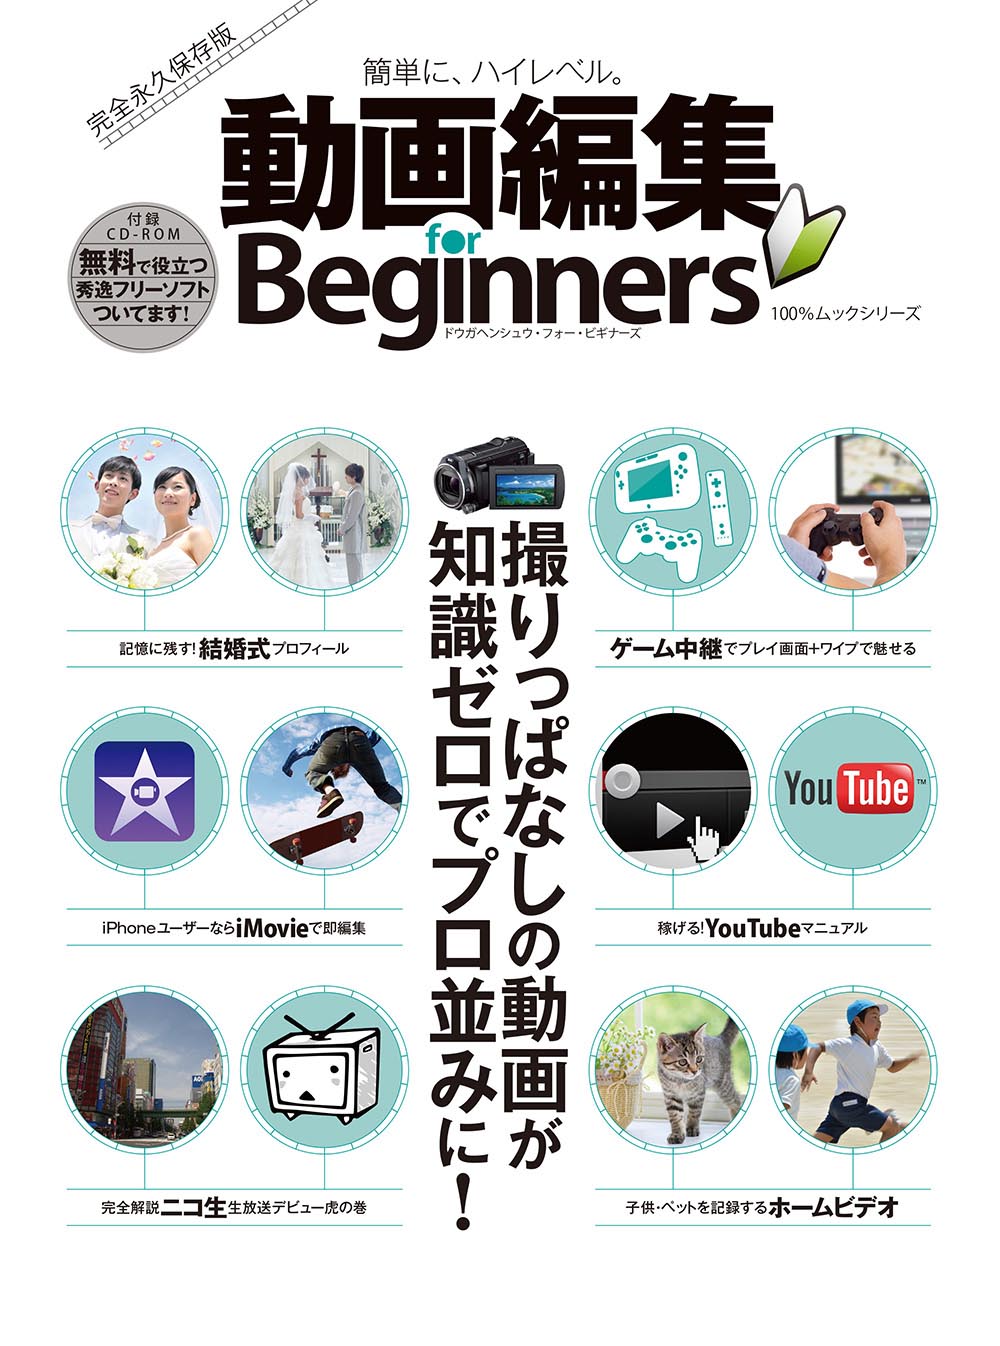 完全永久保存版
簡単に、ハイレベル。
動画編集
for
Beginners
ドウガヘンシュウ・フォー・ビギナーズ
100%ムックシリーズ
付録
CD-ROM
無料で役立つ
秀逸フリーソフト
ついてます!
撮りっぱなしの動画が
知識ゼロでプロ並みに!
記憶に残す!結婚式プロフィール
ゲーム中継でプレイ画面+ワイプで魅せる
iPhoneユーザーならiMovieで即編集
YouTube™
稼げる!YouTubeマニュアル
完全解説ニコ生生放送デビュー虎の巻
子供・ペットを記録するホームビデオ